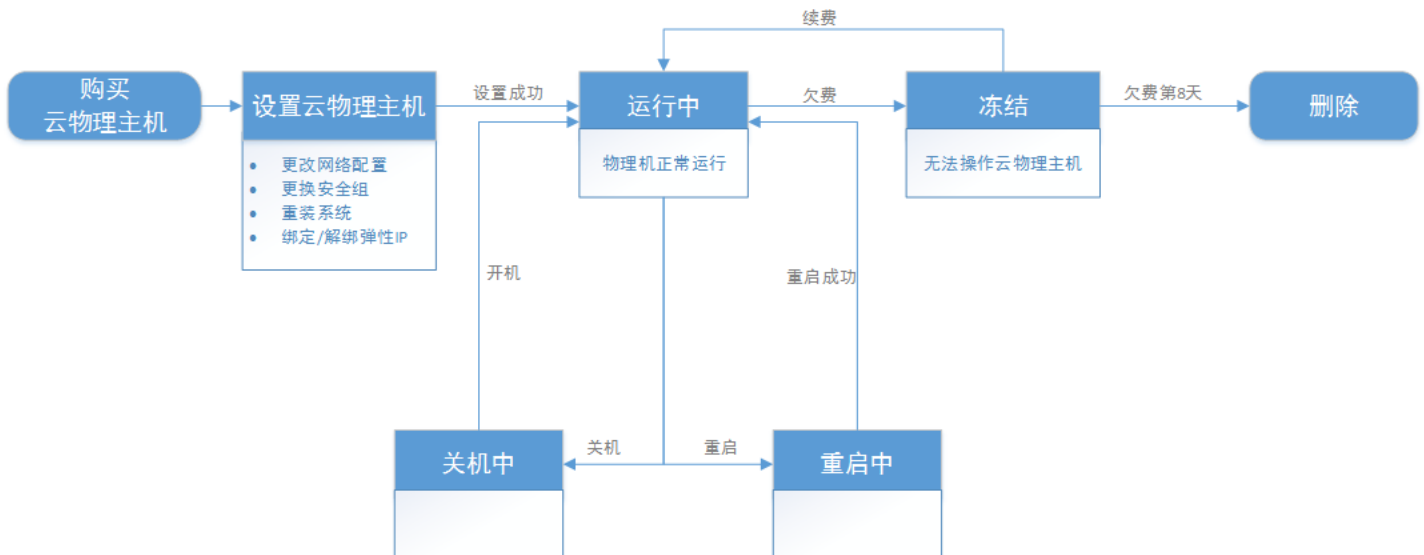 续费
购买
云物理主机
设置云物理主机
设置成功
运行中
欠费
冻结
欠费第8天
删除
更改网络配置
更换安全组
重装系统
绑定/解绑弹性IP
物理机正常运行
无法操作云物理主机
开机
重启成功
关机中
关机
重启
重启中